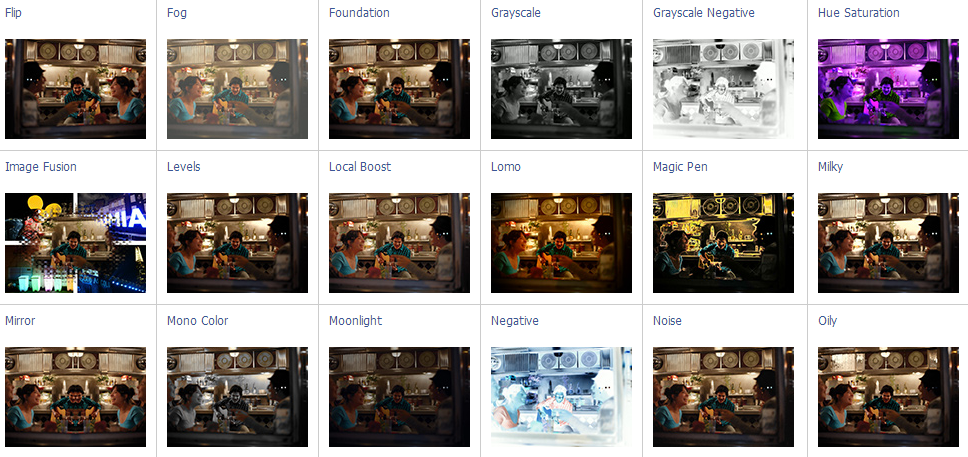 Flip
Fog
Foundation
Grayscale
Grayscale Negative
Hue Saturation
Image Fusion
Levels
Local Boost
Lomo
Magic Pen
Milky
Mirror
Mono Color
Moonlight
Negative
Noise
Oily